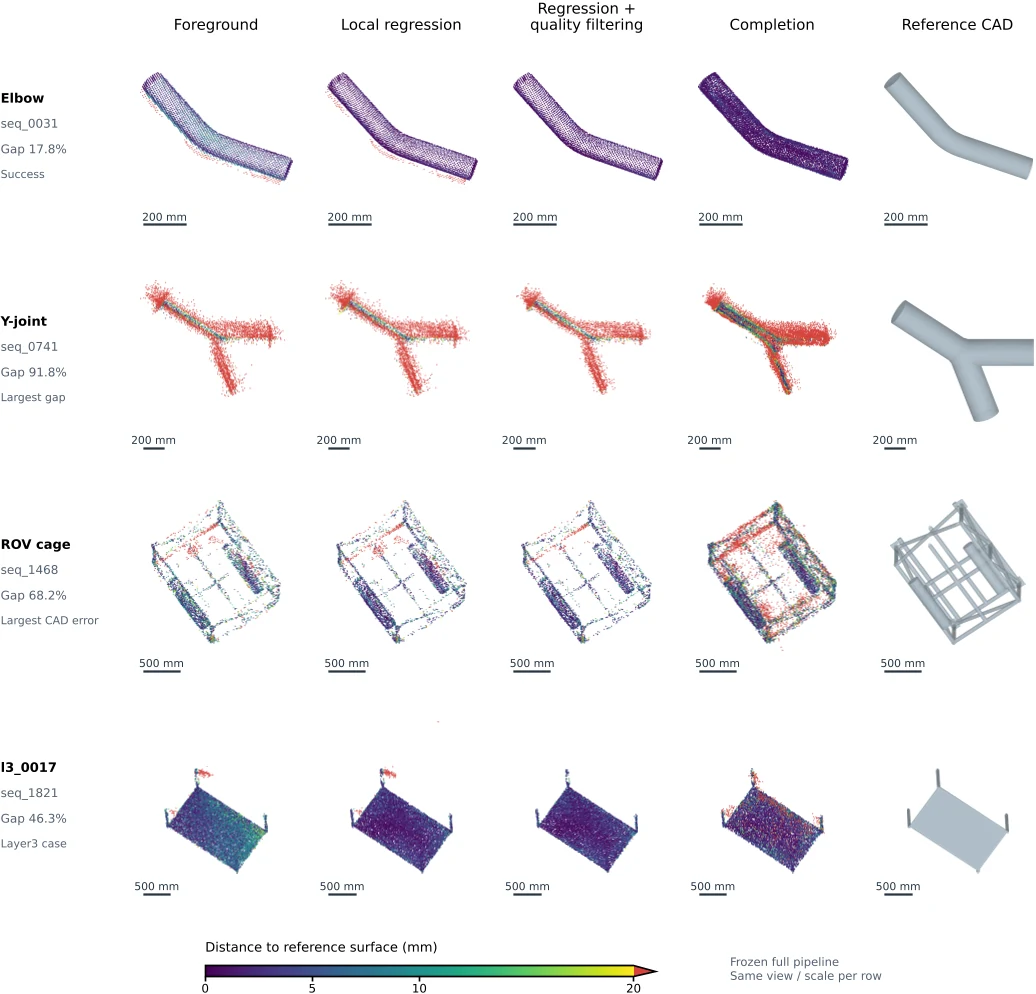 Foreground
Local regression
Regression +
quality filtering
Completion
Reference CAD
Elbow
seq_0031
Gap 17.8%
Success
200 mm
200 mm
200 mm
200 mm
200 mm
Y-joint
seq_0741
Gap 91.8%
Largest gap
200 mm
200 mm
200 mm
200 mm
200 mm
ROV cage
seq_1468
Gap 68.2%
Largest CAD error
500 mm
500 mm
500 mm
500 mm
500 mm
l3_0017
seq_1821
Gap 46.3%
Layer3 case
500 mm
500 mm
500 mm
500 mm
500 mm
Distance to reference surface (mm)
0 5 10 20
Frozen full pipeline
Same view / scale per row